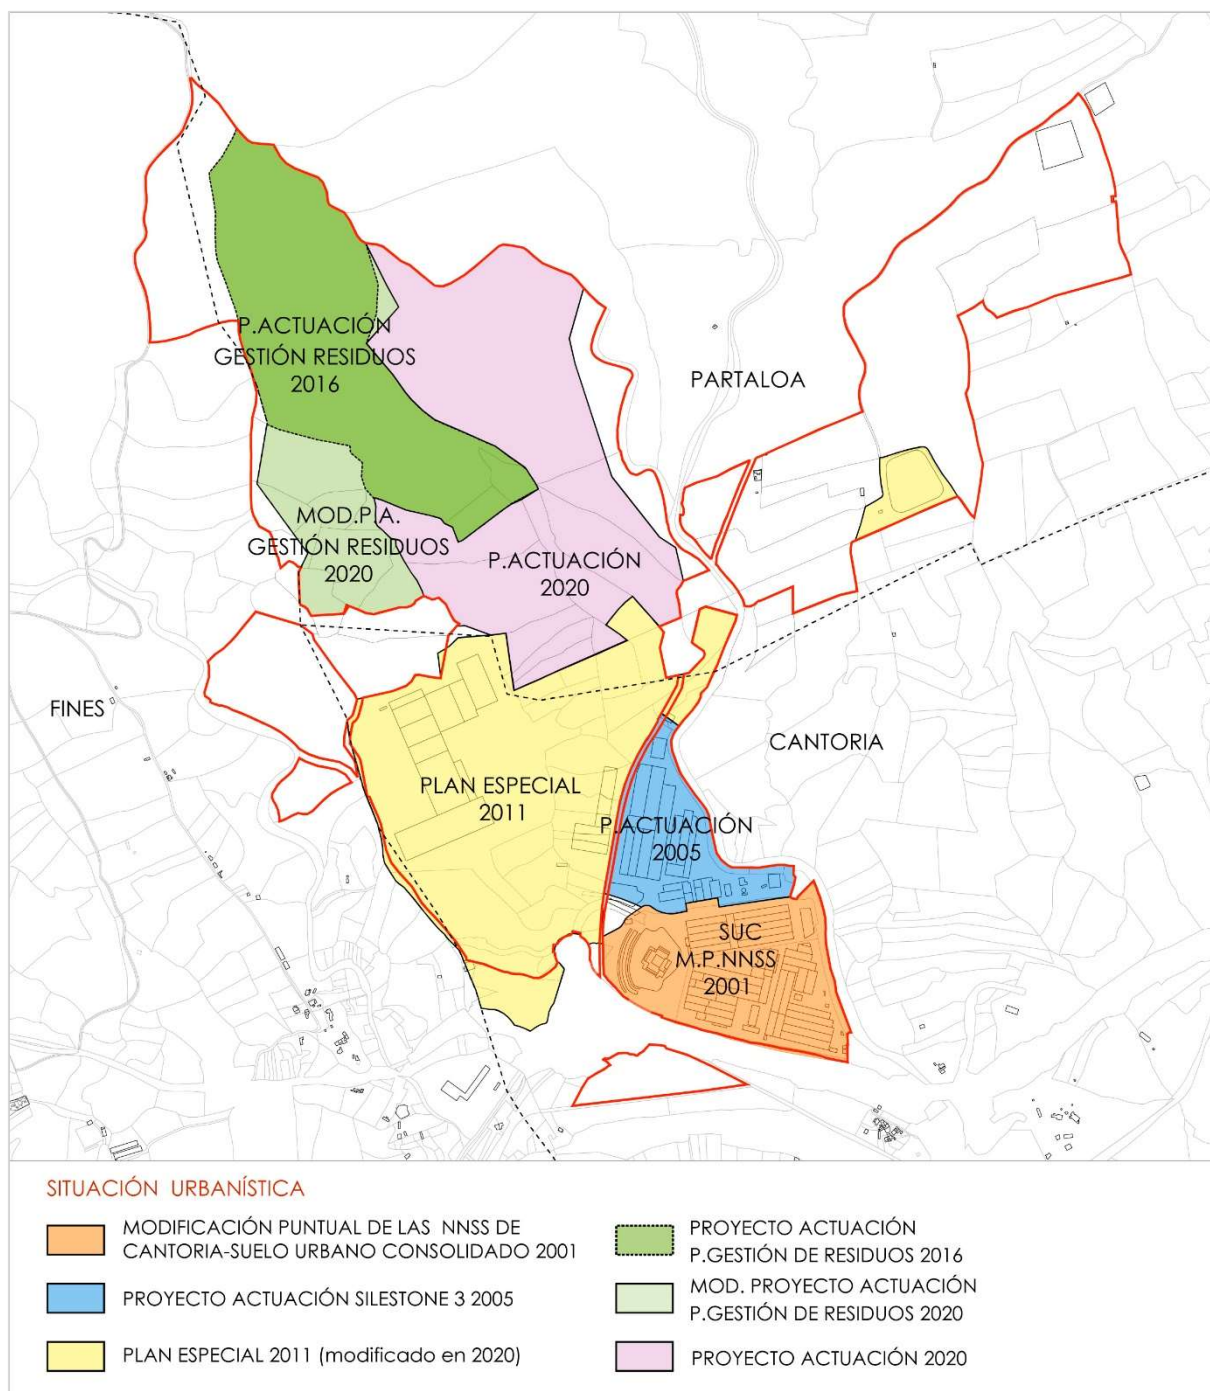 P.ACTUACIÓN
GESTIÓN RESIDUOS
2016
PARTALOA
MOD.P.A.
GESTIÓN RESIDUOS
2020
P.ACTUACIÓN
2020
FINES
CANTORIA
PLAN ESPECIAL
2011
P.ACTUACIÓN
2005
SUC
M.P.NNSS
2001
SITUACIÓN URBANÍSTICA
MODIFICACIÓN PUNTUAL DE LAS NNSS DE
CANTORIA-SUELO URBANO CONSOLIDADO 2001
PROYECTO ACTUACIÓN SILESTONE 3 2005
PLAN ESPECIAL 2011 (modificado en 2020)
PROYECTO ACTUACIÓN
P.GESTIÓN DE RESIDUOS 2016
MOD. PROYECTO ACTUACIÓN
P.GESTIÓN DE RESIDUOS 2020
PROYECTO ACTUACIÓN 2020